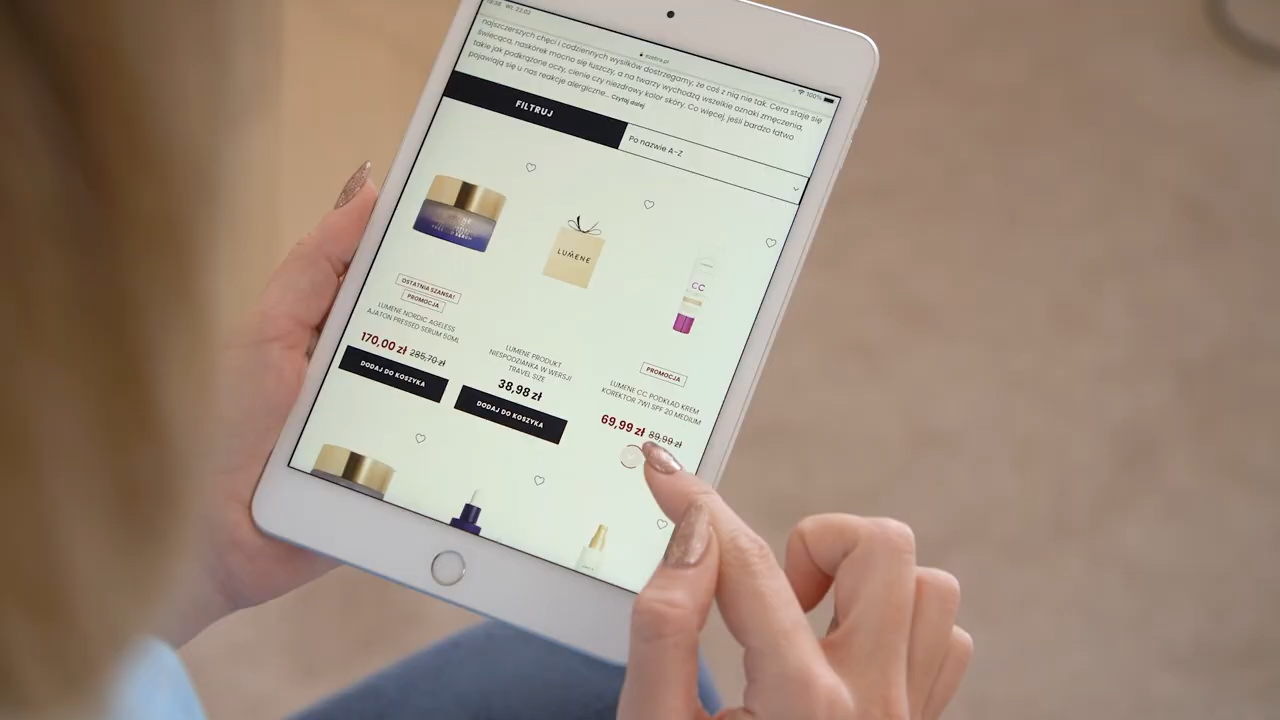 Wt. 22.02
100%
najszczerszych chęci i codziennych wysiłków dostrzegamy, że coś z nią nie tak. Cera staje się
świecąca, naskórek mocna się łuszczy, a na twarzy wychodzą wszelkie oznaki zmęczenia,
takie jak podkrążone oczy, cienie czy niezdrowy kolor skóry. Co więcej, jeśli bardzo łatwo
pojawiają się u nas reakcje alergiczne... Czytaj dalej
FILTRUJ
Po nazwie A-Z
OSTATNIA SZANSA!
PROMOCJA
LUMENE NORDIC AGELESS
AJATON PRESSED SERUM 50ML
170,00 zł 285,70 zł
DODAJ DO KOSZYKA
LUMENE
LUMENE PRODUKT
NIESPODZIANKA W WERSJI
TRAVEL SIZE
38,98 zł
DODAJ DO KOSZYKA
CC
PROMOCJA
LUMENE CC PODKŁAD KREM
KOREKTOR 7W1 SPF 20 MEDIUM
69,99 zł 89,99 zł